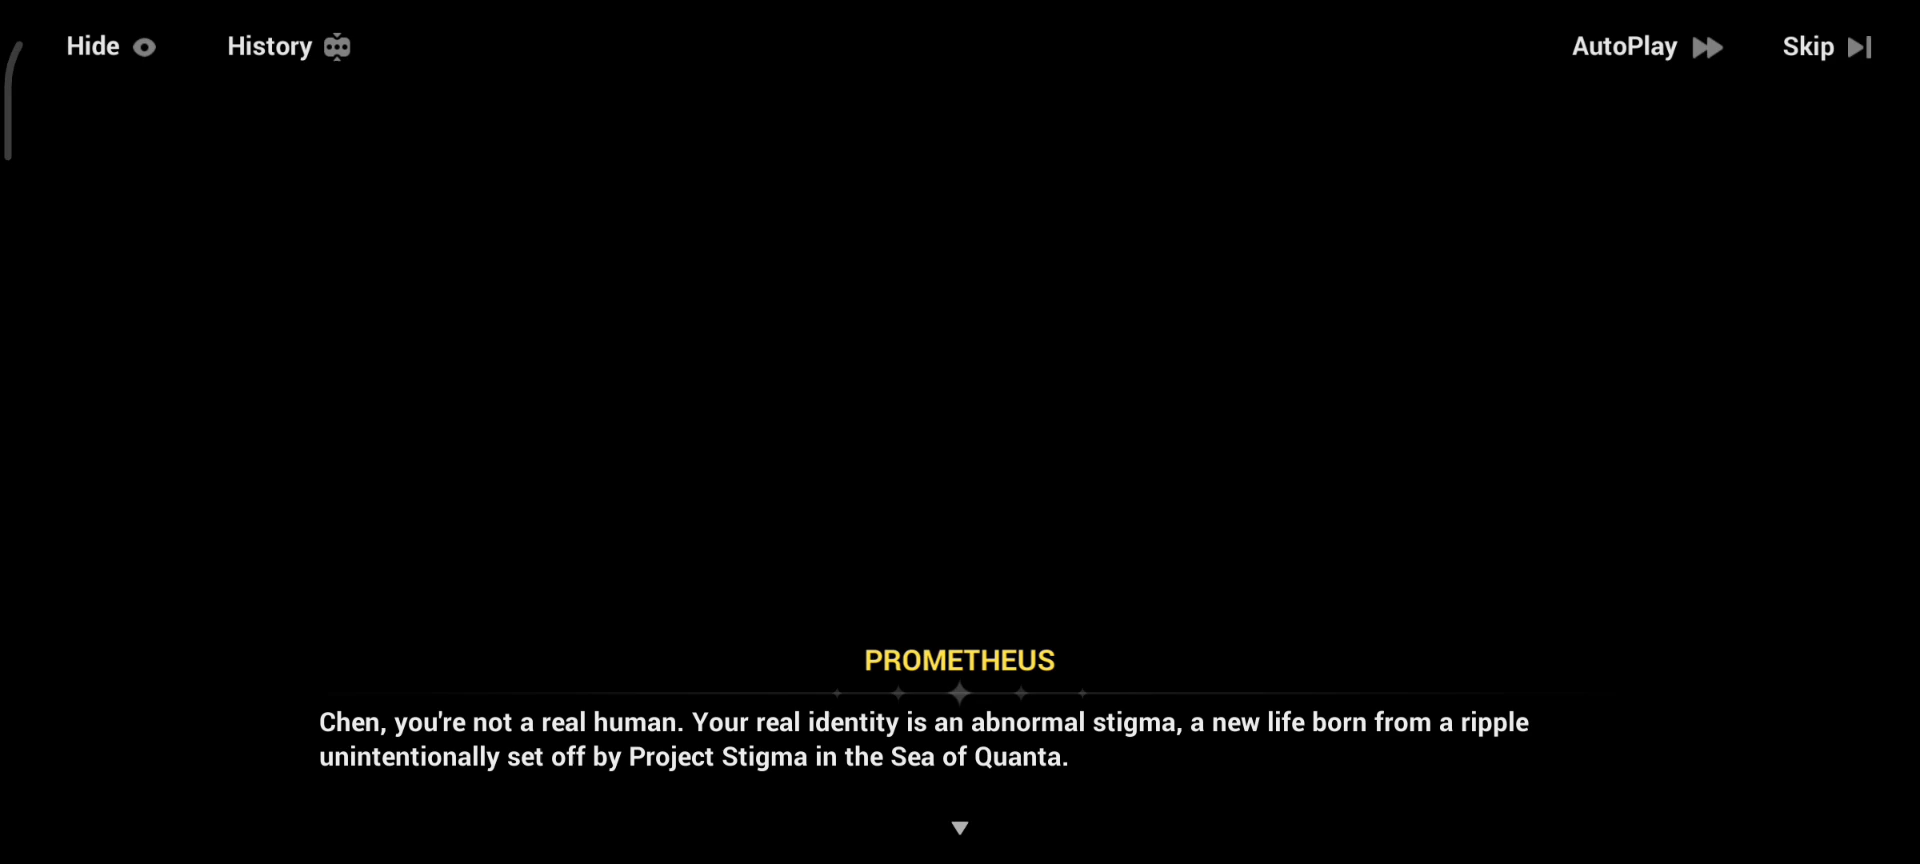 Hide
History
AutoPlay
Skip
PROMETHEUS
Chen, you're not a real human. Your real identity is an abnormal stigma, a new life born from a ripple
unintentionally set off by Project Stigma in the Sea of Quanta.